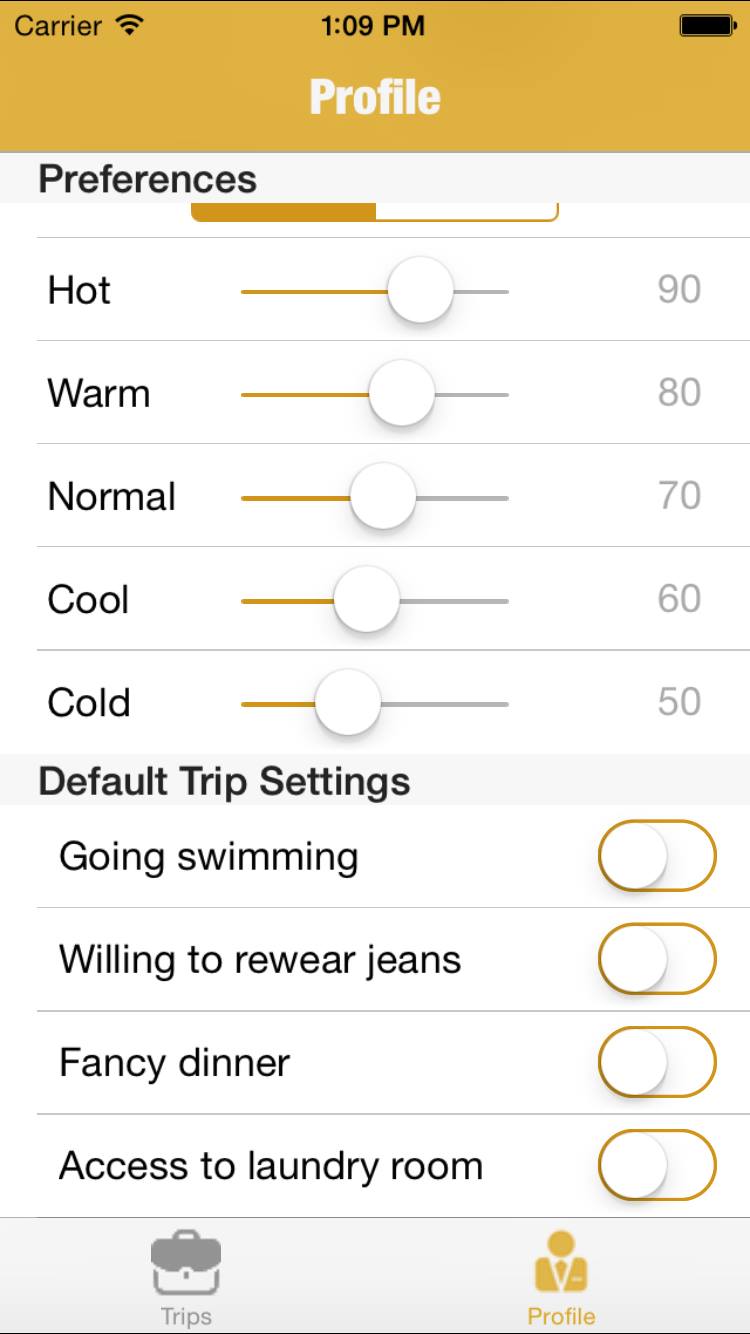 Carrier 1:09 PM
Profile
Preferences
Hot 90
Warm 80
Normal 70
Cool 60
Cold 50
Default Trip Settings
Going swimming
Willing to rewear jeans
Fancy dinner
Access to laundry room
Trips Profile